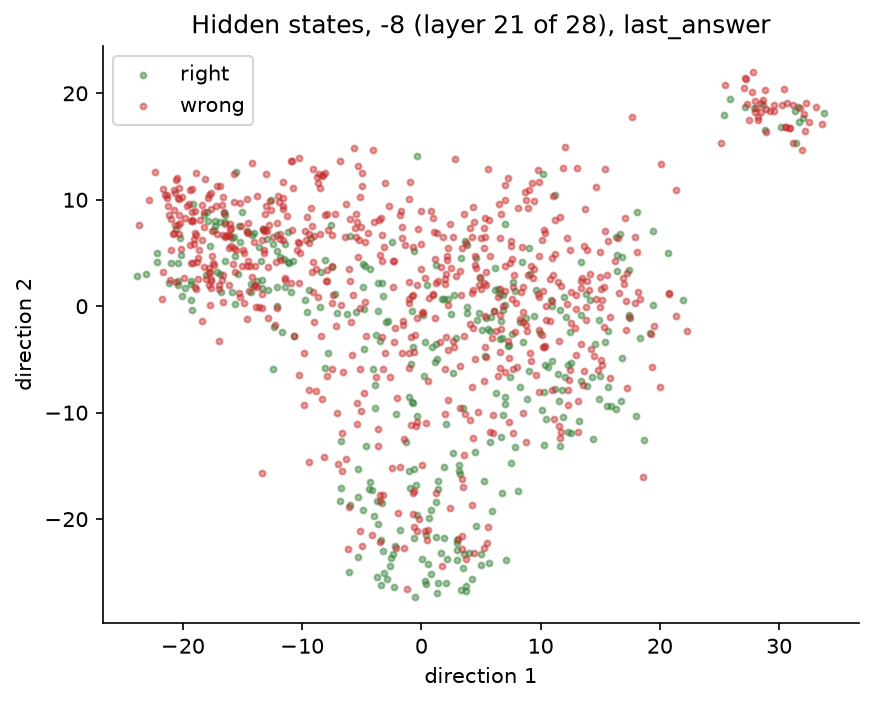 Hidden states, -8 (layer 21 of 28), last_answer
right
wrong
20
10
0
−10
−20
direction 2
−20
−10
0
10
20
30
direction 1